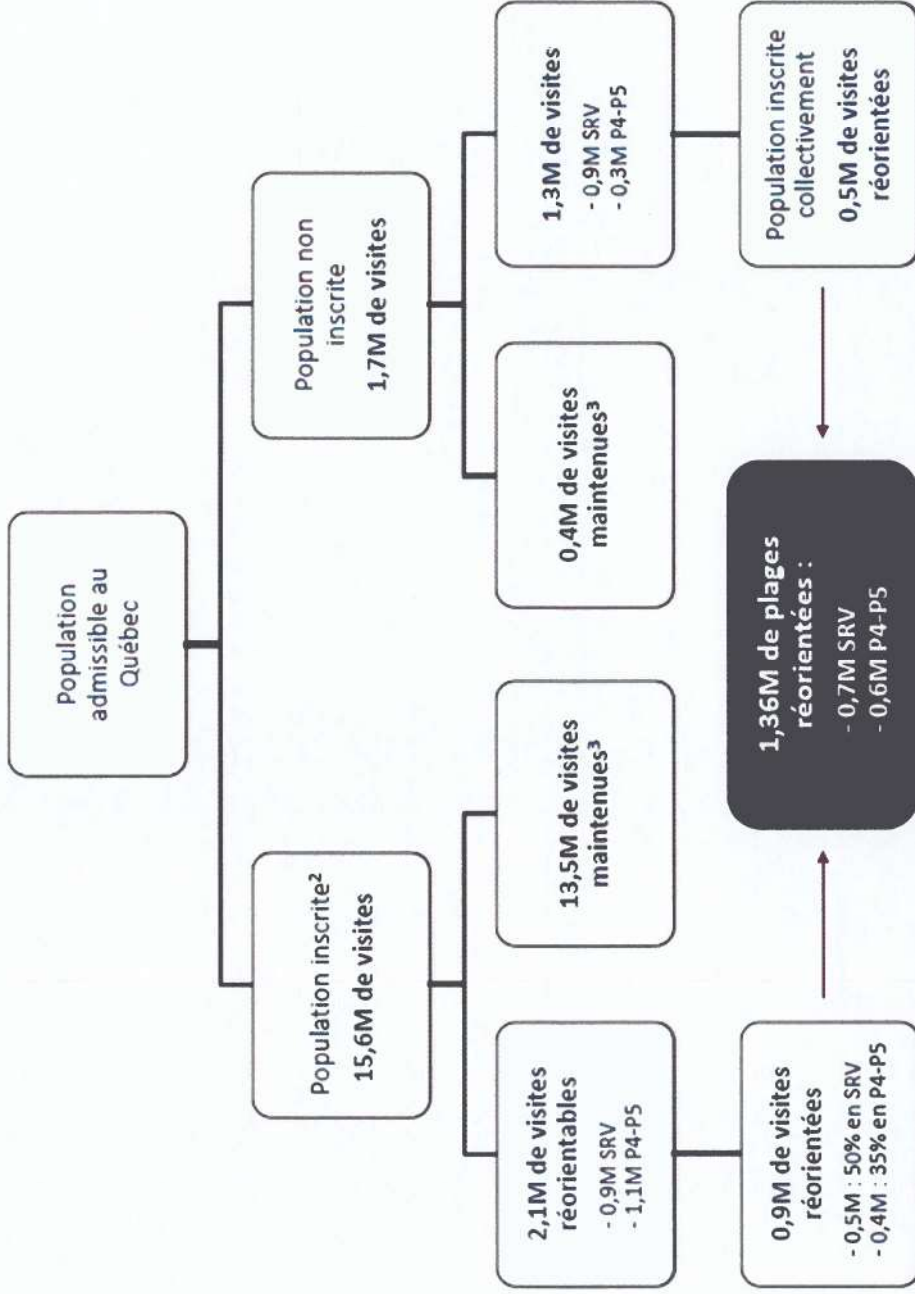 Population
admissible au
Québec
Population inscrite²
15,6M de visites
Population non
inscrite
1,7M de visites
2,1M de visites
réorientables
- 0,9M SRV
- 1,1M P4-P5
13,5M de visites
maintenues³
0,4M de visites
maintenues³
1,3M de visites
- 0,9M SRV
- 0,3M P4-P5
0,9M de visites
réorientées
- 0,5M : 50% en SRV
- 0,4M : 35% en P4-P5
1,36M de plages
réorientées :
- 0,7M SRV
- 0,6M P4-P5
Population inscrite
collectivement
0,5M de visites
réorientées